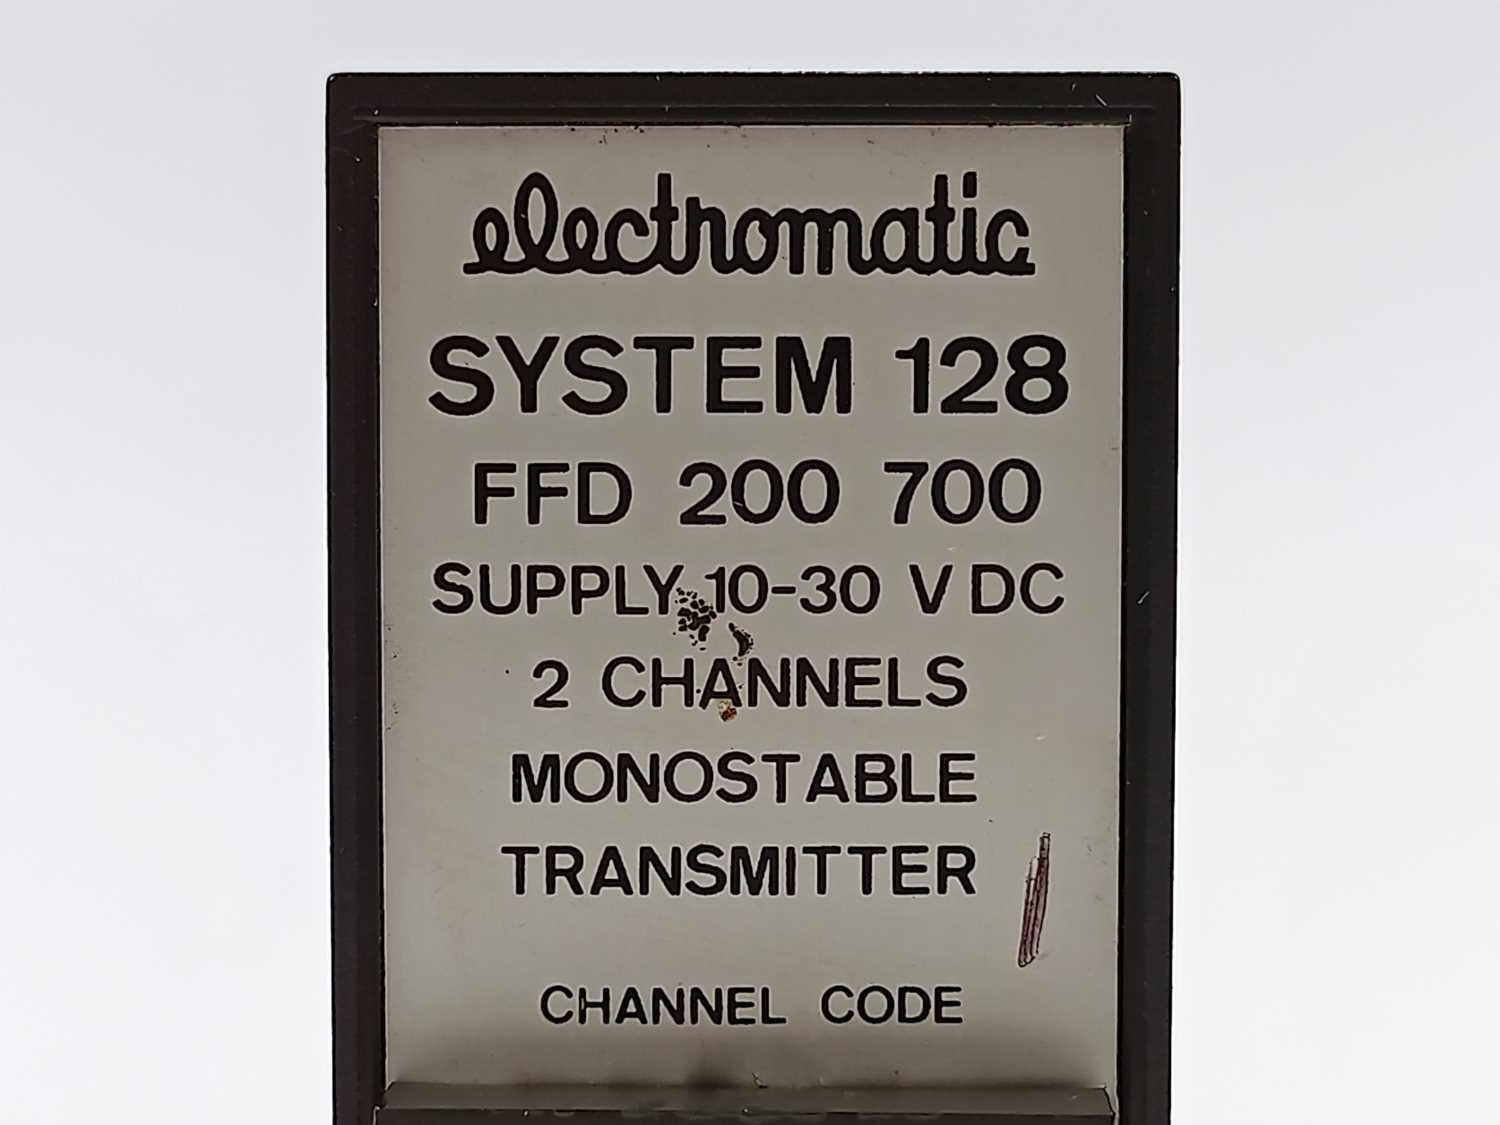 electromatic
SYSTEM 128
FFD 200 700
SUPPLY 10-30 V DC
2 CHANNELS
MONOSTABLE
TRANSMITTER
CHANNEL CODE